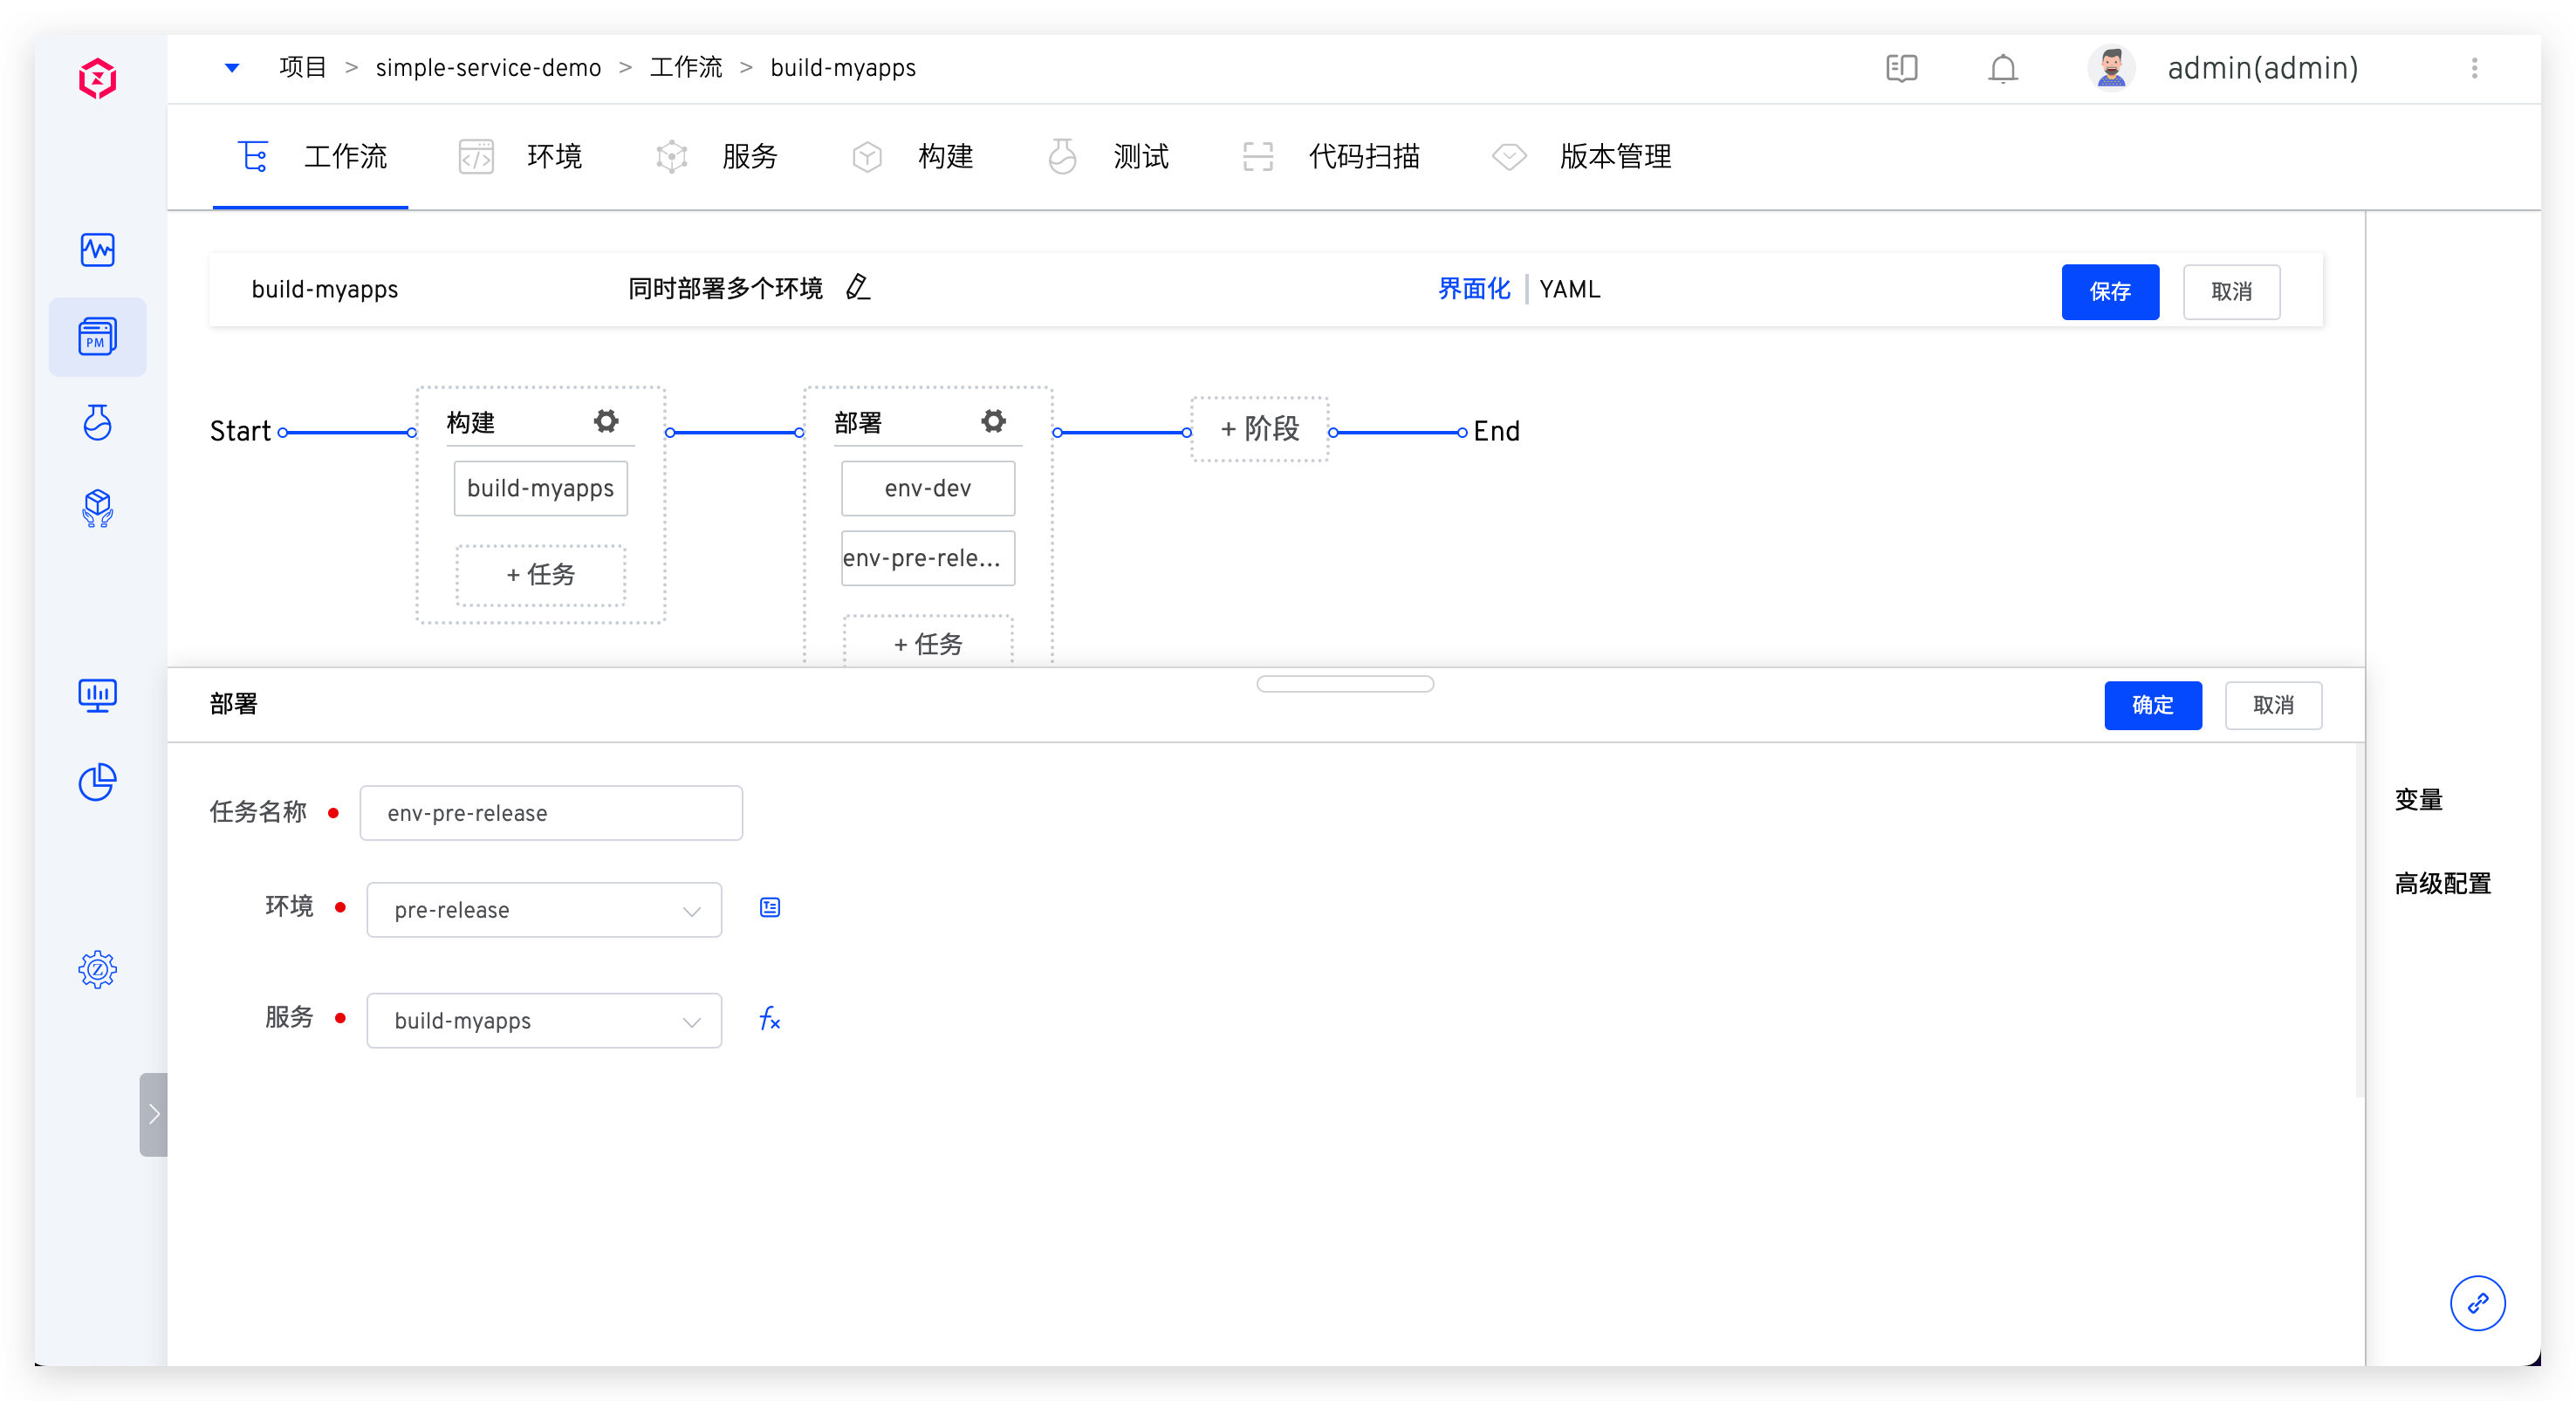 项目 > simple-service-demo > 工作流 > build-myapps
admin(admin)
工作流 环境 服务 构建 测试 代码扫描 版本管理
PM
build-myapps 同时部署多个环境 界面化 YAML 保存 取消
Start 构建 部署 + 阶段 End
build-myapps env-dev
env-pre-rele...
+ 任务
+ 任务
部署 确定 取消
任务名称 env-pre-release
变量
环境 pre-release
高级配置
服务 build-myapps fx